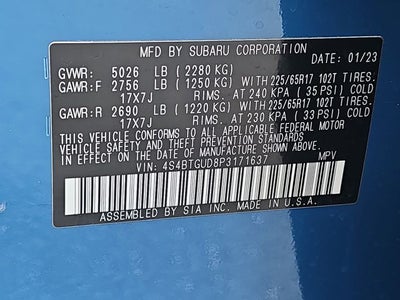 MFD BY SUBARU CORPORATION
DATE: 01/23
GVWR: 5026 LB (2280 KG)
GAWR:F 2756 LB (1250 KG) WITH 225/65R17 102T TIRES.
17X7J RIMS. AT 240 KPA (35 PSI) COLD
GAWR:R 2690 LB (1220 KG) WITH 225/65R17 102T TIRES.
17X7J RIMS. AT 230 KPA (33 PSI) COLD
THIS VEHICLE CONFORMS TO ALL APPLICABLE FEDERAL MOTOR
VEHICLE SAFETY AND THEFT PREVENTION STANDARDS
IN EFFECT ON THE DATE OF MANUFACTURE SHOWN ABOVE.
VIN: 4S4BTGUD8P3171637 MPV
ASSEMBLED BY SIA INC. MADE IN U.S.A.